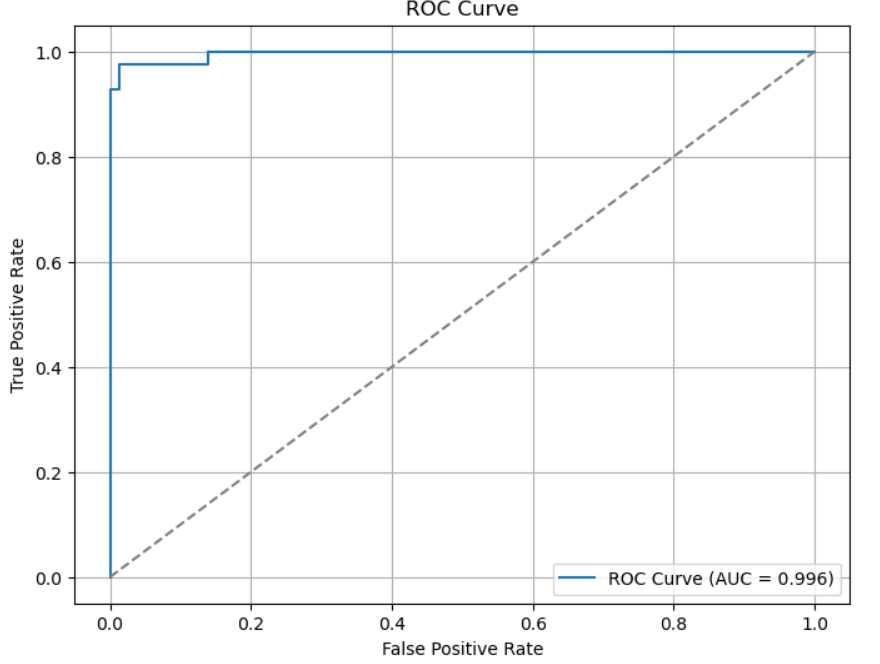 ROC Curve
1.0
0.8
0.6
0.4
0.2
0.0
True Positive Rate
ROC Curve (AUC = 0.996)
0.0 0.2 0.4 0.6 0.8 1.0
False Positive Rate